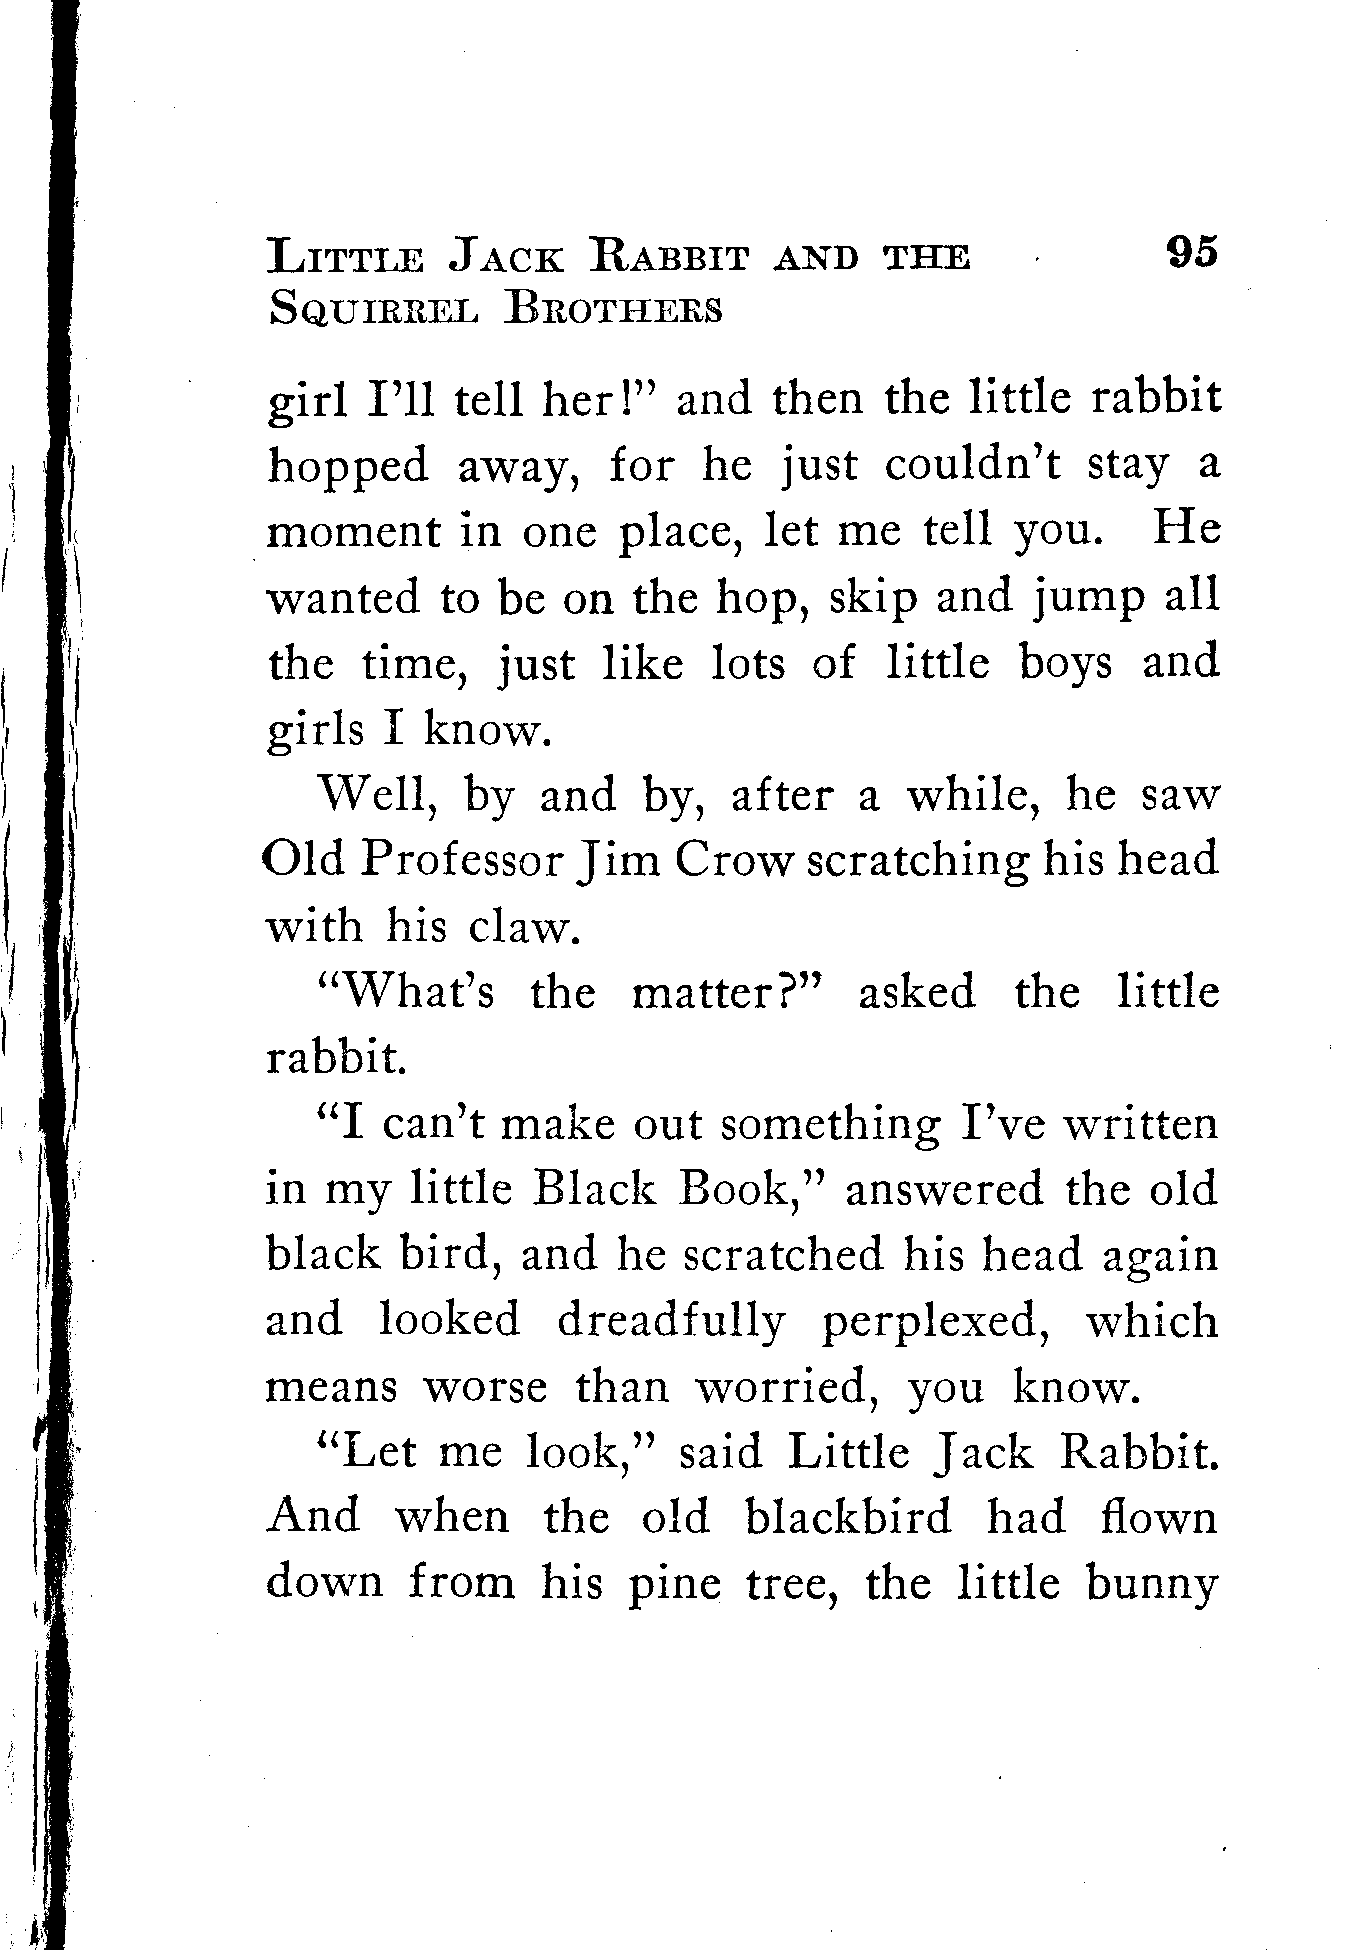 LITTLE JACK RABBIT AND THE 95
SQUIRREL BROTHERS
girl I'll tell her!” and then the little rabbit
hopped away, for he just couldn't stay a
moment in one place, let me tell you. He
wanted to be on the hop, skip and jump all
the time, just like lots of little boys and
girls I know.
Well, by and by, after a while, he saw
Old Professor Jim Crow scratching his head
with his claw.
“What's the matter?” asked the little
rabbit.
“I can't make out something I've written
in my little Black Book,” answered the old
black bird, and he scratched his head again
and looked dreadfully perplexed, which
means worse than worried, you know.
“Let me look,” said Little Jack Rabbit.
And when the old blackbird had flown
down from his pine tree, the little bunny